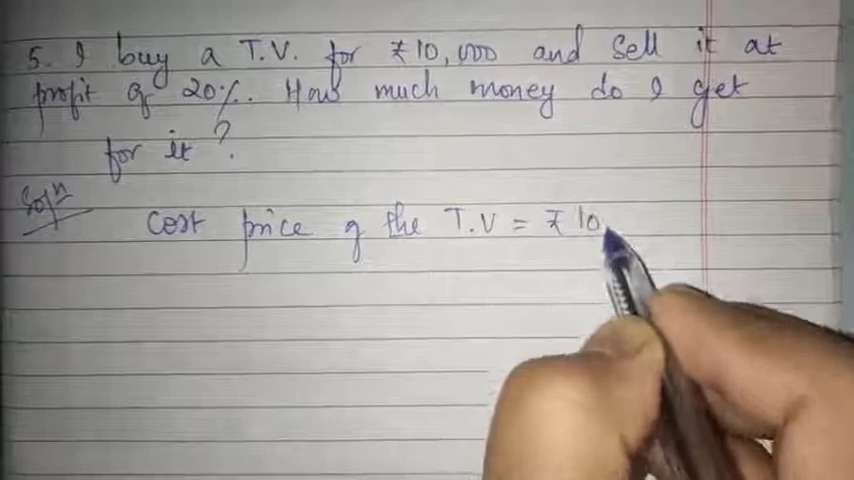 5. I buy a T.V. for ₹10,000 and sell it at
profit of 20%. How much money do I get
for it ?
Solⁿ
Cost price of the T.V = ₹ 10